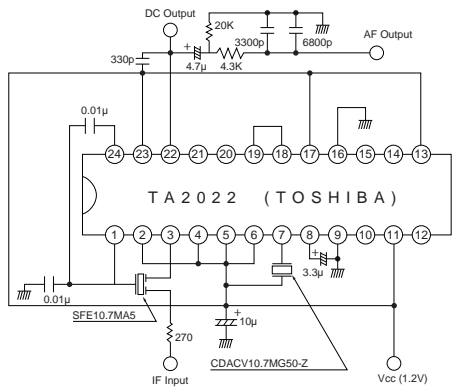 DC Output
20K
3300p
6800p
AF Output
330p
4.7µ
4.3K
0.01µ
24 23 22 21 20 19 18 17 16 15 14 13
TA2022 (TOSHIBA)
1 2 3 4 5 6 7 8 9 10 11 12
+
+
3.3µ
0.01µ
SFE10.7MA5
+
10µ
270
CDACV10.7MG50-Z
IF Input
Vcc (1.2V)